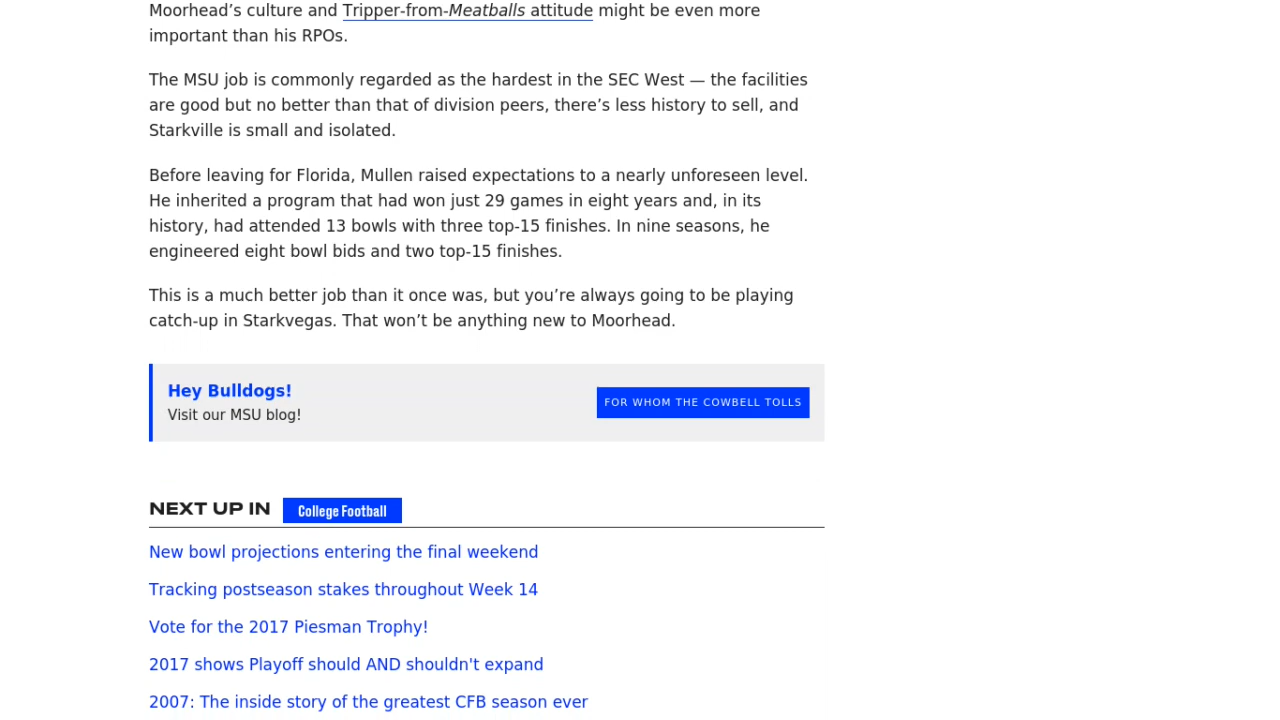 Moorhead’s culture and Tripper-from-Meatballs attitude might be even more
important than his RPOs.
The MSU job is commonly regarded as the hardest in the SEC West — the facilities
are good but no better than that of division peers, there’s less history to sell, and
Starkville is small and isolated.
Before leaving for Florida, Mullen raised expectations to a nearly unforeseen level.
He inherited a program that had won just 29 games in eight years and, in its
history, had attended 13 bowls with three top-15 finishes. In nine seasons, he
engineered eight bowl bids and two top-15 finishes.
This is a much better job than it once was, but you’re always going to be playing
catch-up in Starkvegas. That won’t be anything new to Moorhead.
Hey Bulldogs!
Visit our MSU blog!
FOR WHOM THE COWBELL TOLLS
NEXT UP IN College Football
New bowl projections entering the final weekend
Tracking postseason stakes throughout Week 14
Vote for the 2017 Piesman Trophy!
2017 shows Playoff should AND shouldn't expand
2007: The inside story of the greatest CFB season ever